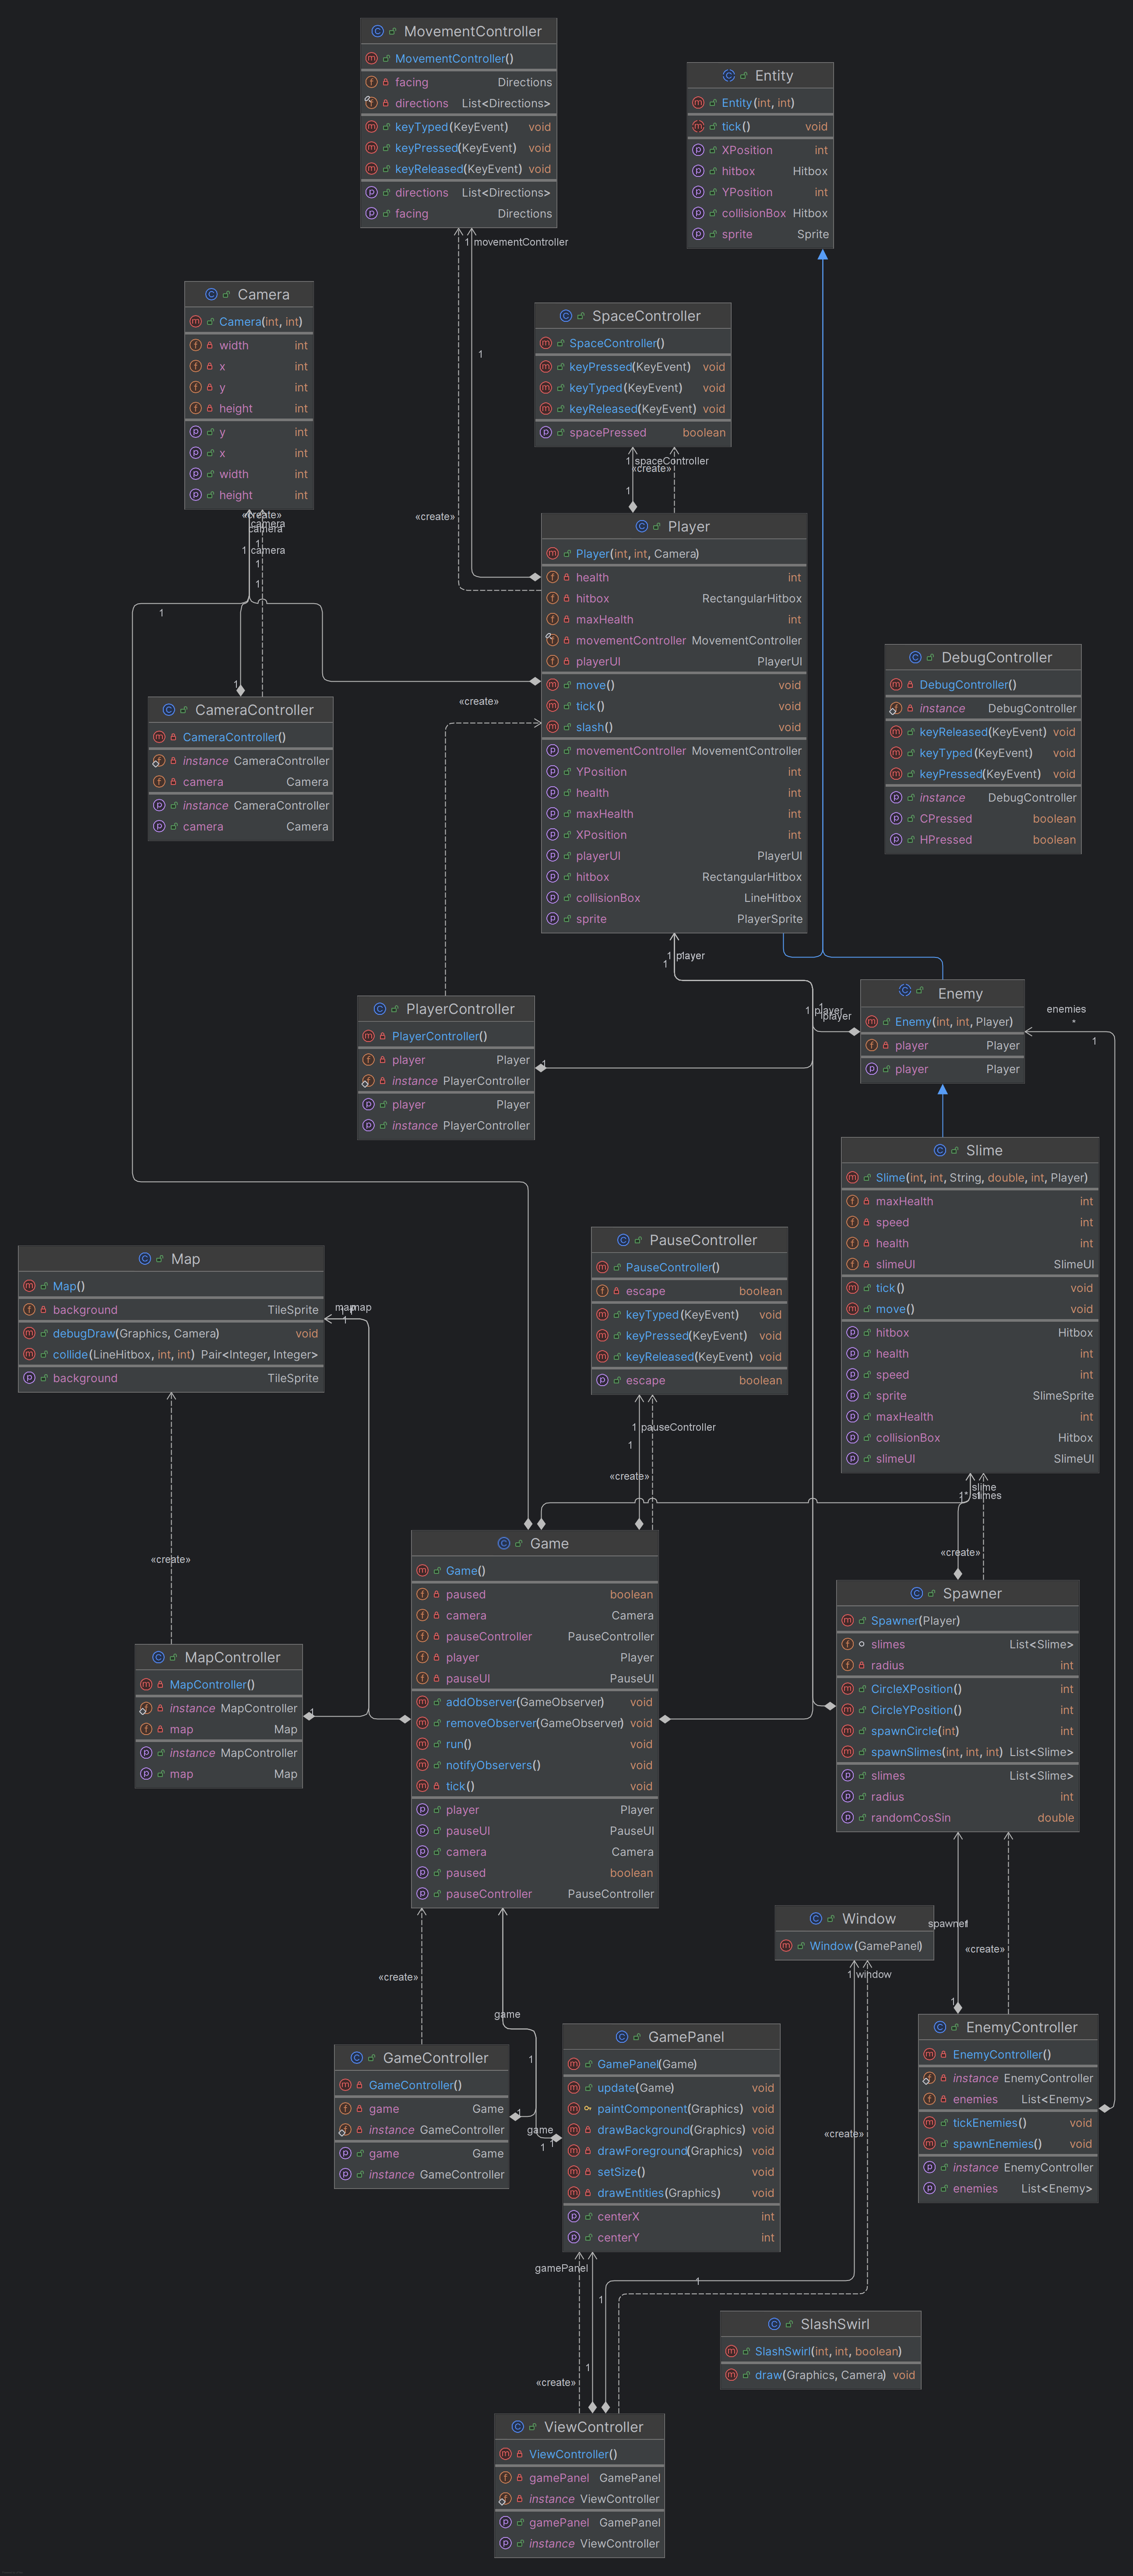 MovementController
MovementController()
facing Directions
directions List<Directions>
keyTyped(KeyEvent) void
keyPressed(KeyEvent) void
keyReleased(KeyEvent) void
directions List<Directions>
facing Directions
1 movementController
1
«create»
Entity
Entity(int, int)
tick() void
XPosition int
hitbox Hitbox
YPosition int
collisionBox Hitbox
sprite Sprite
Camera
Camera(int, int)
width int
x int
y int
height int
y int
x int
width int
height int
«create»
camera
camera
1
1 camera
1
1
1
1
SpaceController
SpaceController()
keyPressed(KeyEvent) void
keyTyped(KeyEvent) void
keyReleased(KeyEvent) void
spacePressed boolean
1 spaceController
«create»
1
Player
Player(int, int, Camera)
health int
hitbox RectangularHitbox
maxHealth int
movementController MovementController
playerUI PlayerUI
move() void
tick() void
slash() void
movementController MovementController
YPosition int
health int
maxHealth int
XPosition int
playerUI PlayerUI
hitbox RectangularHitbox
collisionBox LineHitbox
sprite PlayerSprite
1 player
1
«create»
CameraController
CameraController()
instance CameraController
camera Camera
instance CameraController
camera Camera
DebugController
DebugController()
instance DebugController
keyReleased(KeyEvent) void
keyTyped(KeyEvent) void
keyPressed(KeyEvent) void
instance DebugController
CPressed boolean
HPressed boolean
PlayerController
PlayerController()
player Player
instance PlayerController
player Player
instance PlayerController
1
1
1 player
player
Enemy
Enemy(int, int, Player)
player Player
player Player
enemies
*
1
Slime
Slime(int, int, String, double, int, Player)
maxHealth int
speed int
health int
slimeUI SlimeUI
tick() void
move() void
hitbox Hitbox
health int
speed int
sprite SlimeSprite
maxHealth int
collisionBox Hitbox
slimeUI SlimeUI
slime
slimes
«create»
Map
Map()
background TileSprite
debugDraw(Graphics, Camera) void
collide(LineHitbox, int, int) Pair<Integer, Integer>
background TileSprite
map
map
1
«create»
PauseController
PauseController()
escape boolean
keyTyped(KeyEvent) void
keyPressed(KeyEvent) void
keyReleased(KeyEvent) void
escape boolean
1 pauseController
1
«create»
Game
Game()
paused boolean
camera Camera
pauseController PauseController
player Player
pauseUI PauseUI
addObserver(GameObserver) void
removeObserver(GameObserver) void
run() void
notifyObservers() void
tick() void
player Player
pauseUI PauseUI
camera Camera
paused boolean
pauseController PauseController
MapController
MapController()
instance MapController
map Map
instance MapController
map Map
1
Spawner
Spawner(Player)
slimes List<Slime>
radius int
CircleXPosition() int
CircleYPosition() int
spawnCircle(int) int
spawnSlimes(int, int, int) List<Slime>
slimes List<Slime>
radius int
randomCosSin double
spawner
1
«create»
1
Window
Window(GamePanel)
1 window
«create»
«create»
game
1
GameController
GameController()
game Game
instance GameController
game Game
instance GameController
1
game
1
1
GamePanel
GamePanel(Game)
update(Game) void
paintComponent(Graphics) void
drawBackground(Graphics) void
drawForeground(Graphics) void
setSize() void
drawEntities(Graphics) void
centerX int
centerY int
gamePanel
1
1
1
«create»
EnemyController
EnemyController()
instance EnemyController
enemies List<Enemy>
tickEnemies() void
spawnEnemies() void
instance EnemyController
enemies List<Enemy>
SlashSwirl
SlashSwirl(int, int, boolean)
draw(Graphics, Camera) void
ViewController
ViewController()
gamePanel GamePanel
instance ViewController
gamePanel GamePanel
instance ViewController